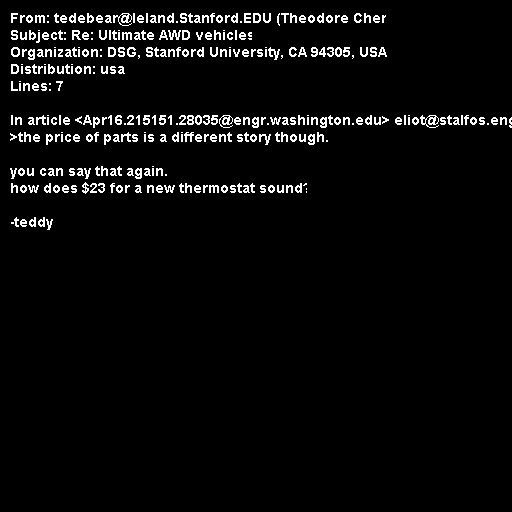 From: tedebear@leland.Stanford.EDU (Theodore Cher
Subject: Re: Ultimate AWD vehicles
Organization: DSG, Stanford University, CA 94305, USA
Distribution: usa
Lines: 7
In article <Apr16.215151.28035@engr.washington.edu> eliot@stalfos.eng
>the price of parts is a different story though.
you can say that again.
how does $23 for a new thermostat sound?
-teddy